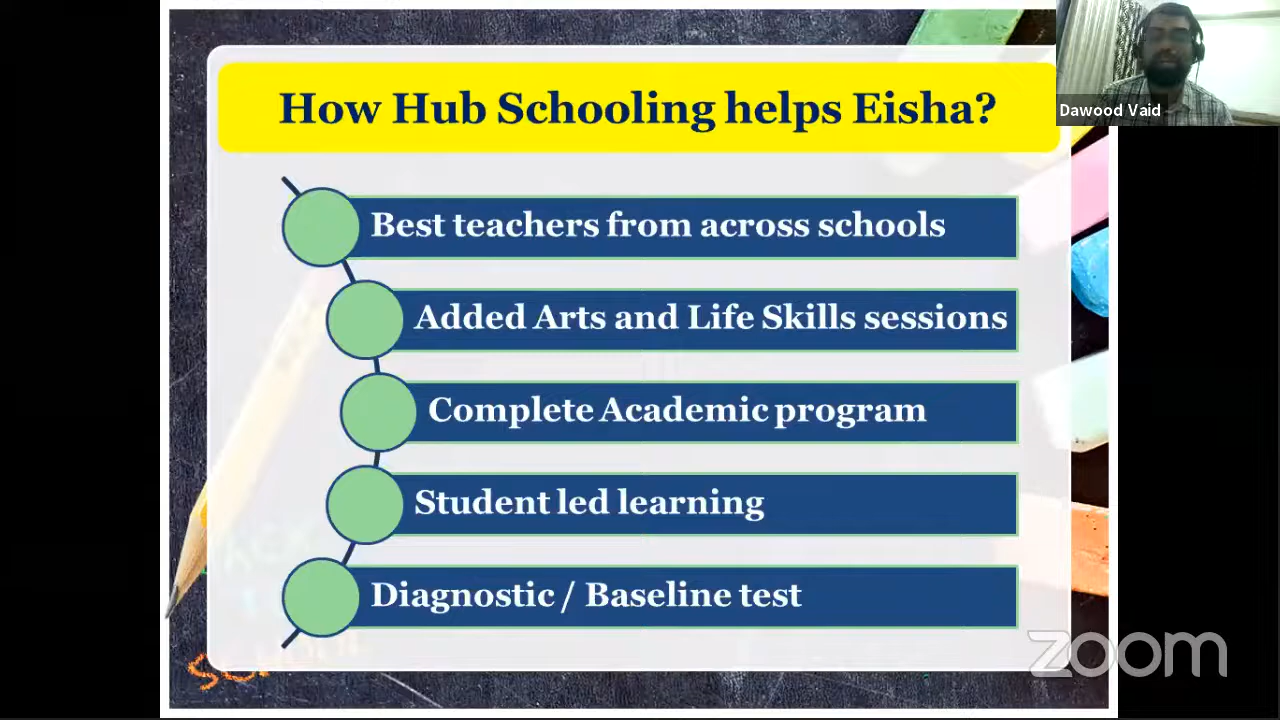 How Hub Schooling helps Eisha?
Dawood Vaid
Best teachers from across schools
Added Arts and Life Skills sessions
Complete Academic program
Student led learning
Diagnostic / Baseline test
zoom